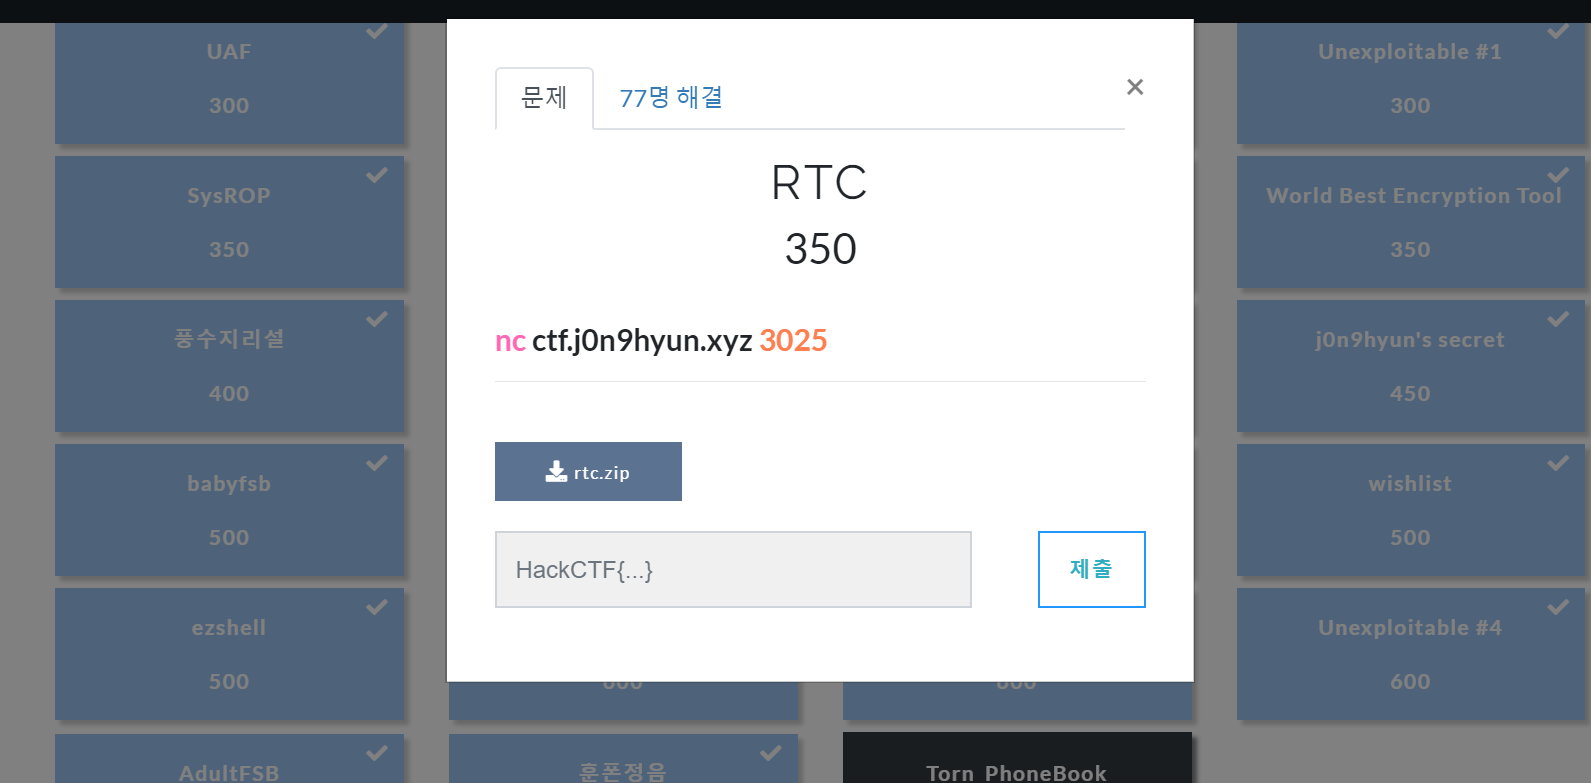 UAF
300
Unexploitable #1
300
문제
77명 해결
×
RTC
350
SysROP
350
World Best Encryption Tool
350
nc ctf.j0n9hyun.xyz 3025
풍수지리설
400
j0n9hyun's secret
450
rtc.zip
babyfsb
500
wishlist
500
HackCTF{...}
제출
ezshell
500
600
600
Unexploitable #4
600
AdultFSB
훈폰정음
Torn PhoneBook